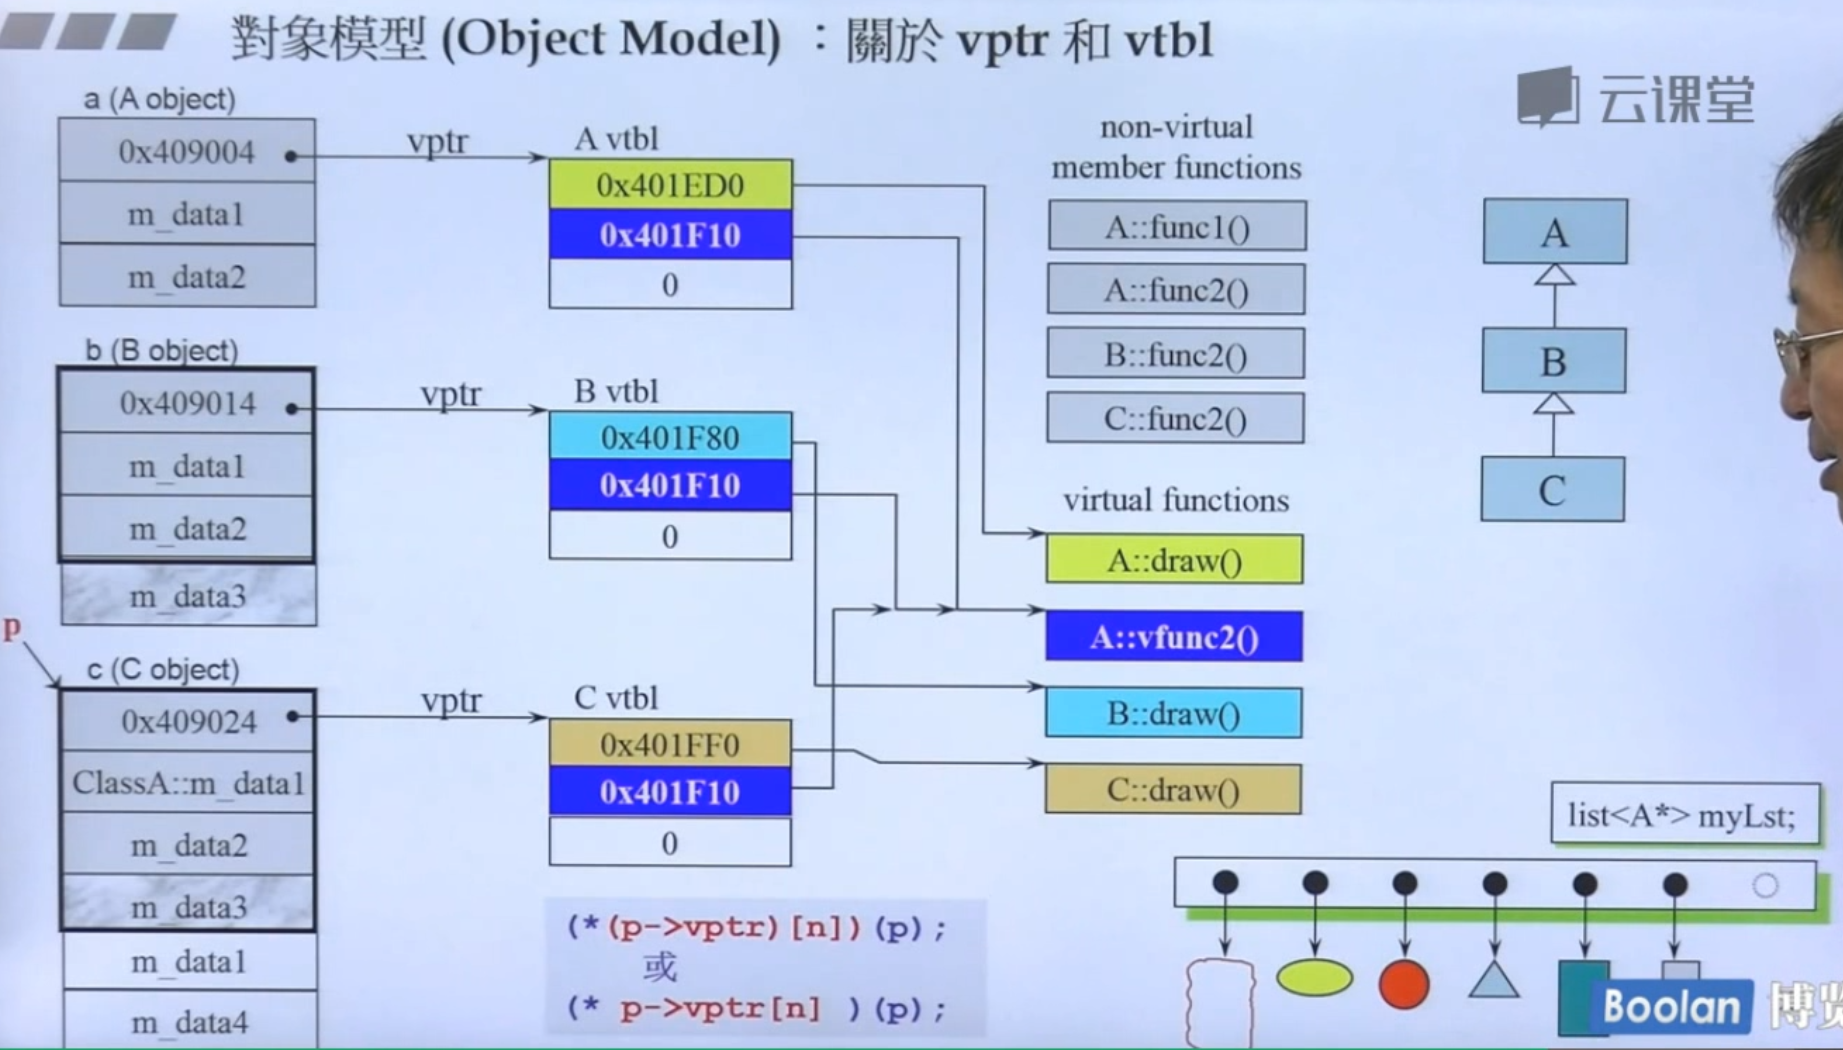 對象模型 (Object Model) ：關於 vptr 和 vtbl
云课堂
a (A object)
0x409004
m_data1
m_data2
vptr
A vtbl
0x401ED0
0x401F10
0
b (B object)
0x409014
m_data1
m_data2
m_data3
vptr
B vtbl
0x401F80
0x401F10
0
p
c (C object)
0x409024
ClassA::m_data1
m_data2
m_data3
m_data1
m_data4
vptr
C vtbl
0x401FF0
0x401F10
0
(*(p->vptr)[n])(p);
或
(* p->vptr[n] )(p);
non-virtual
member functions
A::func1()
A::func2()
B::func2()
C::func2()
virtual functions
A::draw()
A::vfunc2()
B::draw()
C::draw()
A
B
C
list<A*> myLst;
Boolan 博览